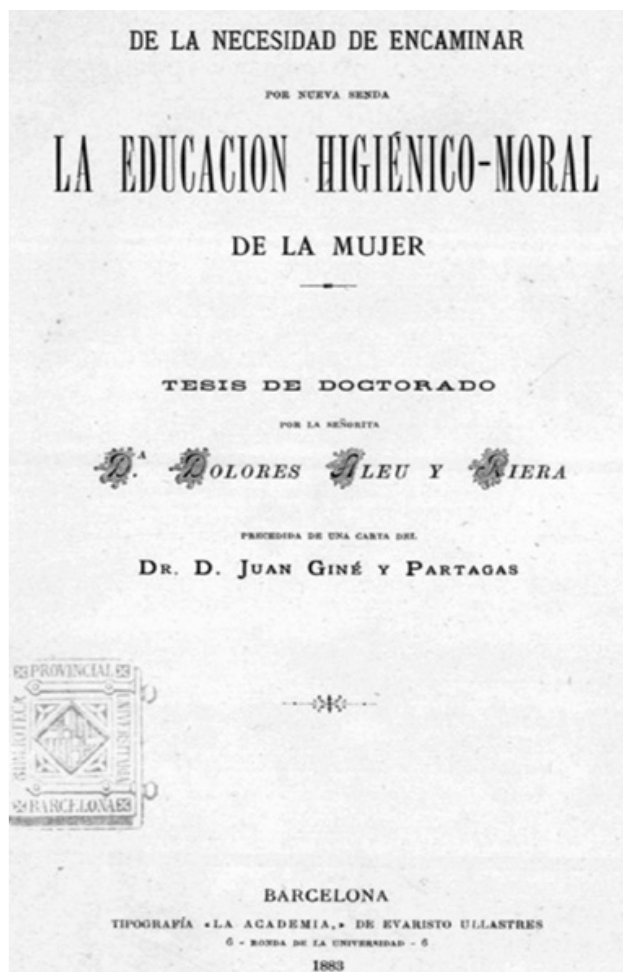 DE LA NECESIDAD DE ENCAMINAR
POR NUEVA SENDA
LA EDUCACION HIGIÉNICO-MORAL
DE LA MUJER
TESIS DE DOCTORADO
POR LA SEÑORITA
D.ᴬ DOLORES ALEU Y RIERA
PRECEDIDA DE UNA CARTA DEL
DR. D. JUAN GINÉ Y PARTAGAS
PROVINCIAL
BIBLIOTECA
UNIVERSITARIA
BARCELONA
BARCELONA
TIPOGRAFÍA «LA ACADEMIA,» DE EVARISTO ULLASTRES
6 - RONDA DE LA UNIVERSIDAD - 6
1883